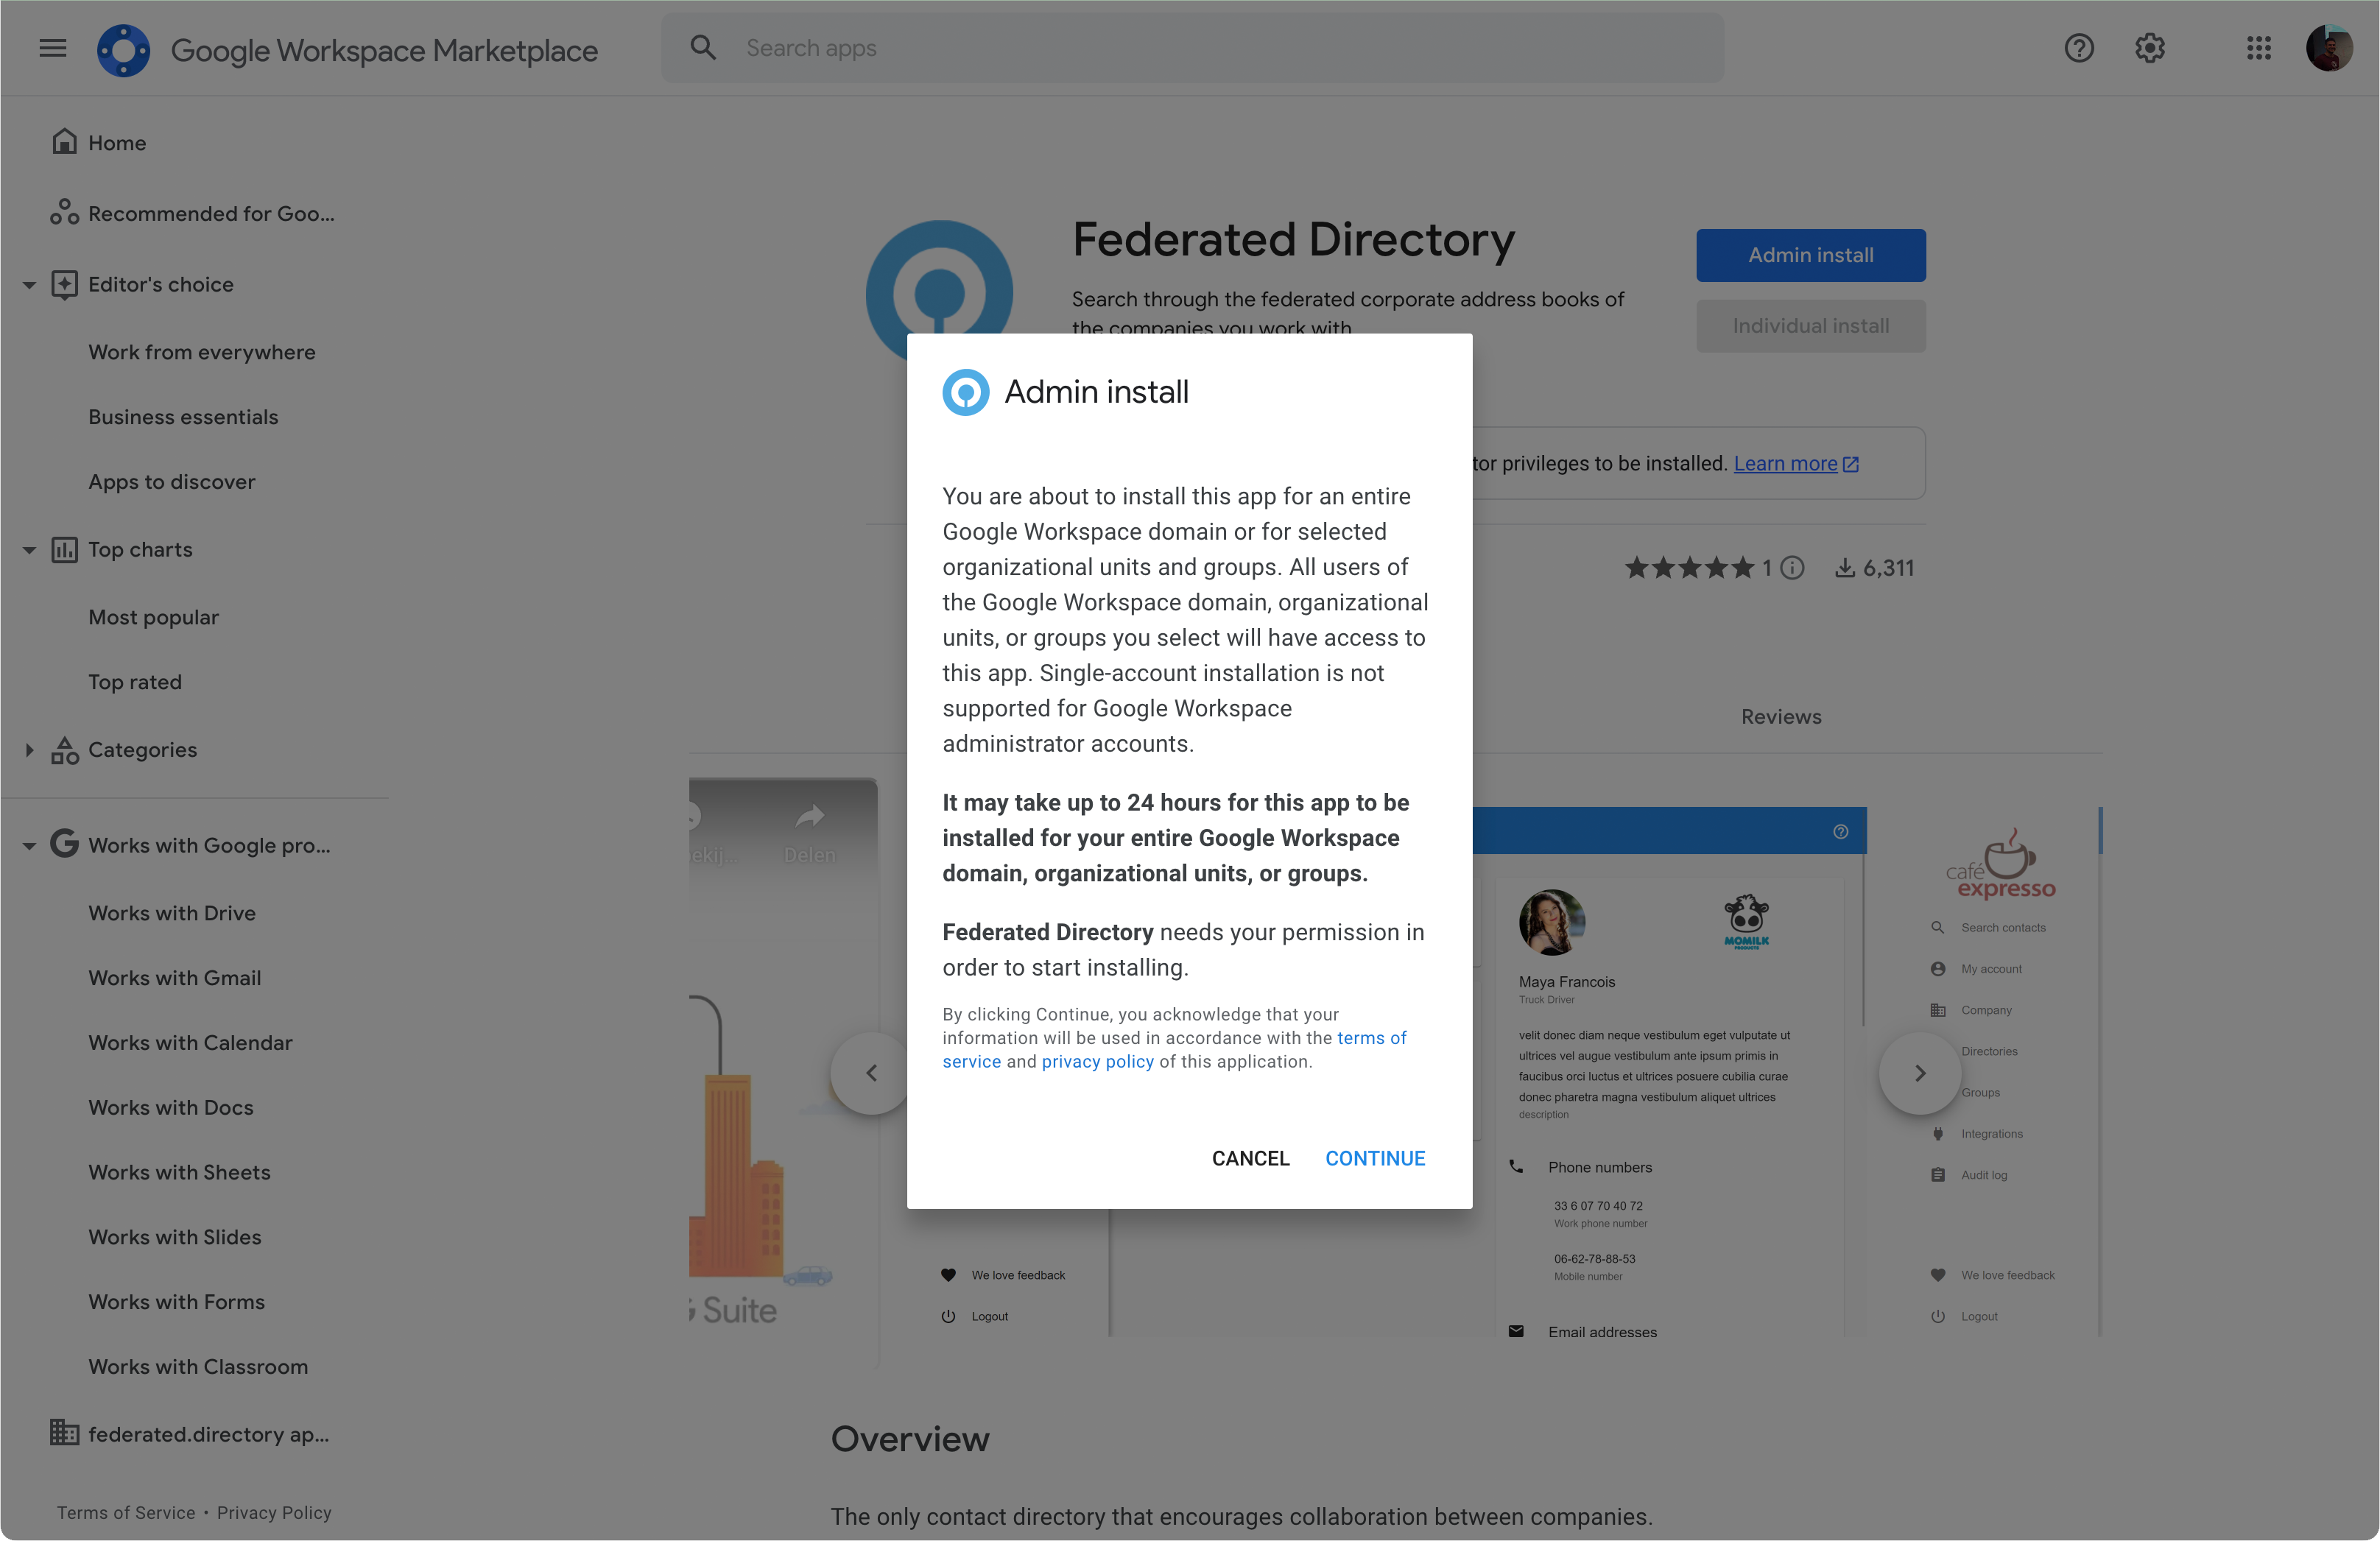 Google Workspace Marketplace
Search apps
Home
Recommended for Goo...
Editor's choice
Work from everywhere
Business essentials
Apps to discover
Top charts
Most popular
Top rated
Categories
Works with Google pro...
Works with Drive
Works with Gmail
Works with Calendar
Works with Docs
Works with Sheets
Works with Slides
Works with Forms
Works with Classroom
federated.directory ap...
Terms of Service • Privacy Policy
Federated Directory
Search through the federated corporate address books of
the companies you work with
Admin install
Individual install
tor privileges to be installed. Learn more
1
6,311
Reviews
Admin install
You are about to install this app for an entire
Google Workspace domain or for selected
organizational units and groups. All users of
the Google Workspace domain, organizational
units, or groups you select will have access to
this app. Single-account installation is not
supported for Google Workspace
administrator accounts.
It may take up to 24 hours for this app to be
installed for your entire Google Workspace
domain, organizational units, or groups.
Federated Directory needs your permission in
order to start installing.
By clicking Continue, you acknowledge that your
information will be used in accordance with the terms of
service and privacy policy of this application.
CANCEL CONTINUE
Delen
Suite
We love feedback
Logout
MOMILK
PRODUCTS
Maya Francois
Truck Driver
velit donec diam neque vestibulum eget vulputate ut
ultrices vel augue vestibulum ante ipsum primis in
faucibus orci luctus et ultrices posuere cubilia curae
donec pharetra magna vestibulum aliquet ultrices
description
Phone numbers
33 6 07 70 40 72
Work phone number
06-62-78-88-53
Mobile number
Email addresses
café
expresso
Search contacts
My account
Company
Directories
Groups
Integrations
Audit log
We love feedback
Logout
Overview
The only contact directory that encourages collaboration between companies.